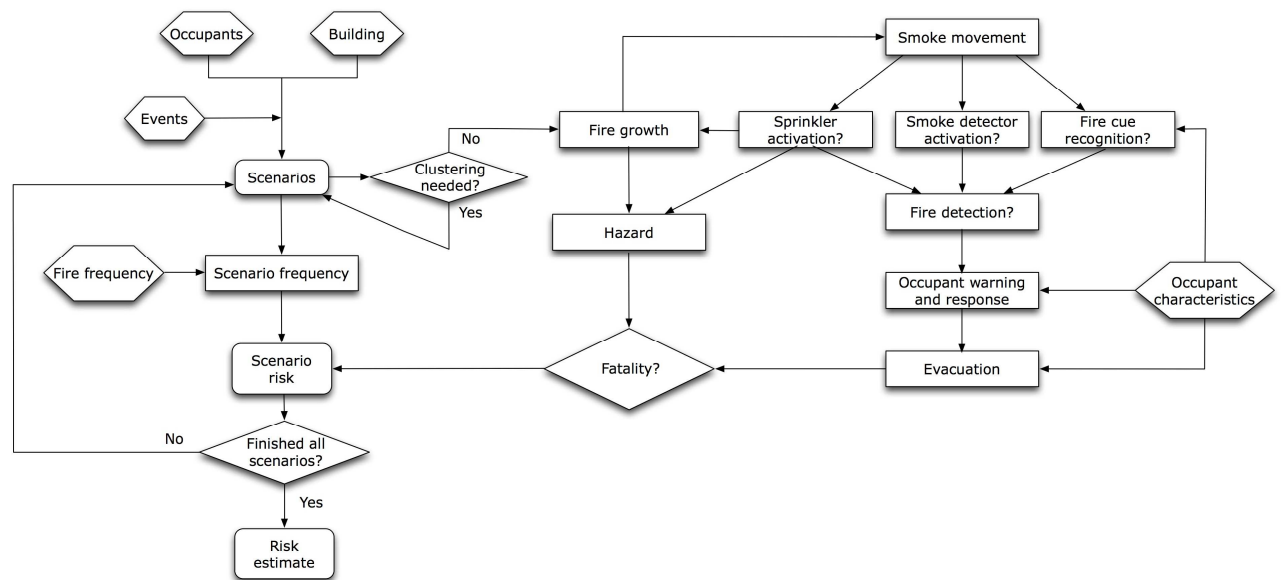 Occupants
Building
Smoke movement
Events
No
Fire growth
Sprinkler
activation?
Smoke detector
activation?
Fire cue
recognition?
Scenarios
Clustering
needed?
Yes
Fire detection?
Hazard
Fire frequency
Scenario frequency
Occupant warning
and response
Occupant
characteristics
Scenario
risk
Fatality?
Evacuation
No
Finished all
scenarios?
Yes
Risk
estimate